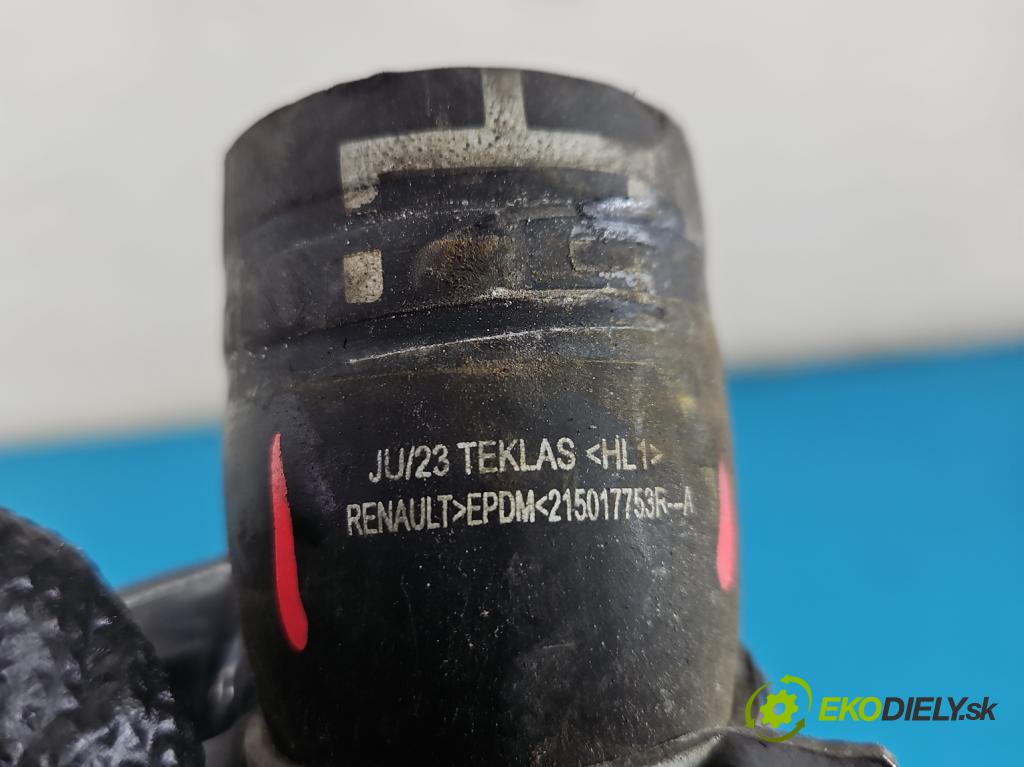 JU/23 TEKLAS <HL1>
RENAULT>EPDM<215017753R--A
EKODIELY.sk